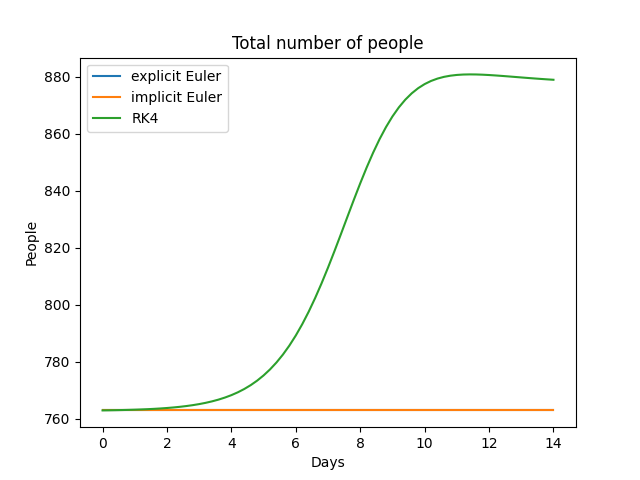 Total number of people
explicit Euler
implicit Euler
RK4
880
860
840
820
800
780
760
People
0 2 4 6 8 10 12 14
Days